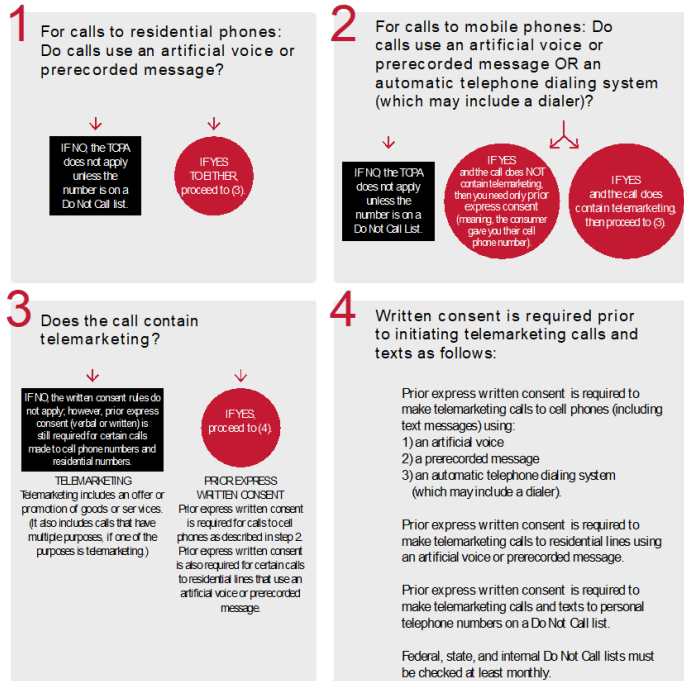 1
For calls to residential phones:
Do calls use an artificial voice or
prerecorded message?
IF NO, the TCPA
does not apply
unless the
number is on a
Do Not Call list.
IF YES
TO EITHER,
proceed to (3).
2
For calls to mobile phones: Do
calls use an artificial voice or
prerecorded message OR an
automatic telephone dialing system
(which may include a dialer)?
IF NO, the TCPA
does not apply
unless the
number is on a
Do Not Call List.
IF YES
and the call does NOT
contain telemarketing,
then you need only prior
express consent
(meaning, the consumer
gave you their cell
phone number).
IF YES
and the call does
contain telemarketing,
then proceed to (3).
3
Does the call contain
telemarketing?
IF NO, the written consent rules do
not apply; however, prior express
consent (verbal or written) is
still required for certain calls
made to cell phone numbers and
residential numbers.
TELEMARKETING
Telemarketing includes an offer or
promotion of goods or services.
(It also includes calls that have
multiple purposes, if one of the
purposes is telemarketing.)
IF YES,
proceed to (4).
PRIOR EXPRESS
WRITTEN CONSENT
Prior express written consent
is required for calls to cell
phones as described in step 2.
Prior express written consent
is also required for certain calls
to residential lines that use an
artificial voice or prerecorded
message.
4
Written consent is required prior
to initiating telemarketing calls and
texts as follows:
Prior express written consent is required to
make telemarketing calls to cell phones (including
text messages) using:
1) an artificial voice
2) a prerecorded message
3) an automatic telephone dialing system
(which may include a dialer).
Prior express written consent is required to
make telemarketing calls to residential lines using
an artificial voice or prerecorded message.
Prior express written consent is required to
make telemarketing calls and texts to personal
telephone numbers on a Do Not Call list.
Federal, state, and internal Do Not Call lists must
be checked at least monthly.